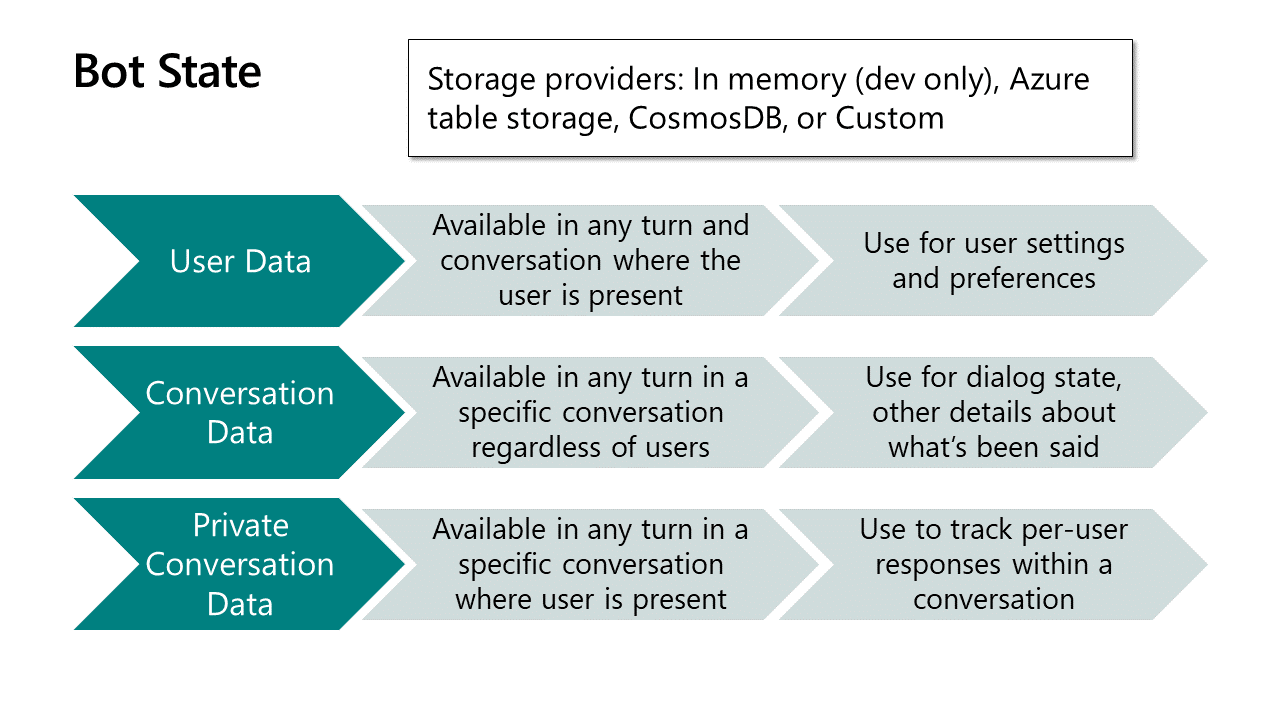 Bot State
Storage providers: In memory (dev only), Azure
table storage, CosmosDB, or Custom
User Data
Available in any turn and
conversation where the
user is present
Use for user settings
and preferences
Conversation
Data
Available in any turn in a
specific conversation
regardless of users
Use for dialog state,
other details about
what’s been said
Private
Conversation
Data
Available in any turn in a
specific conversation
where user is present
Use to track per-user
responses within a
conversation